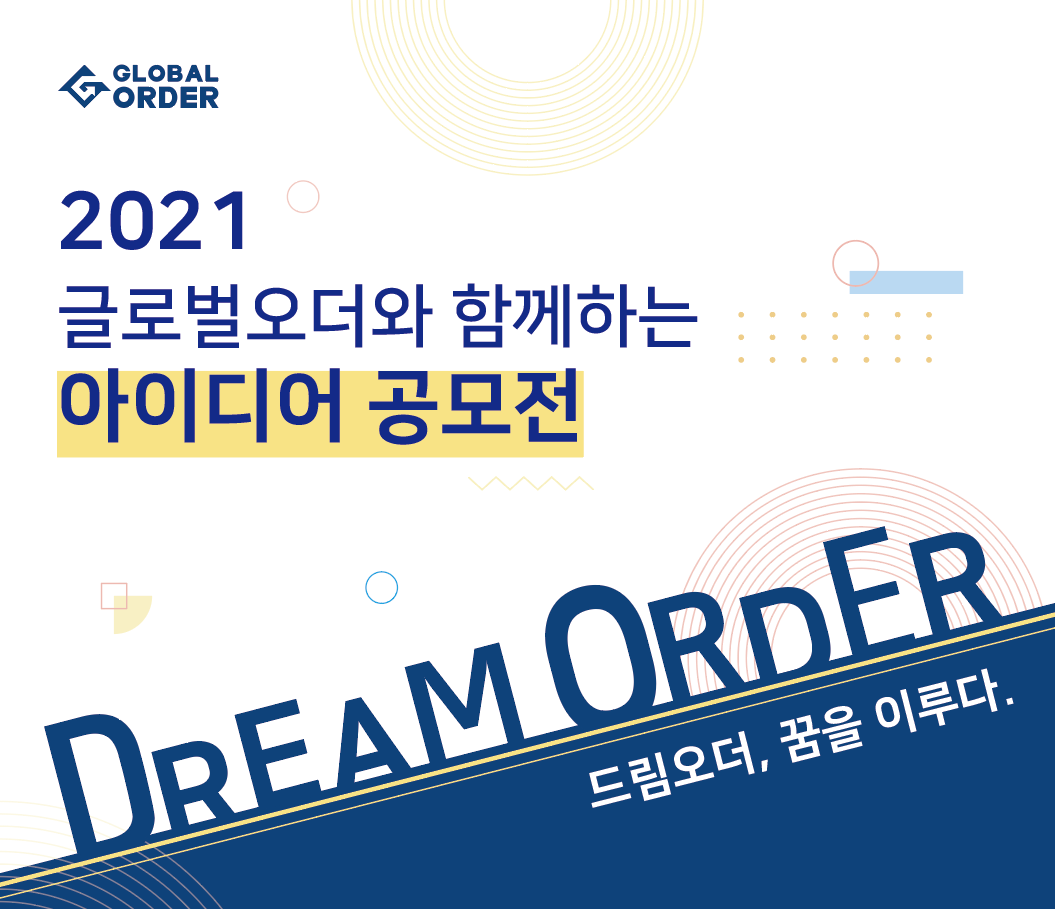 GLOBAL
ORDER
2021
글로벌오더와 함께하는
아이디어 공모전
DREAM ORDER
드림오더, 꿈을 이루다.